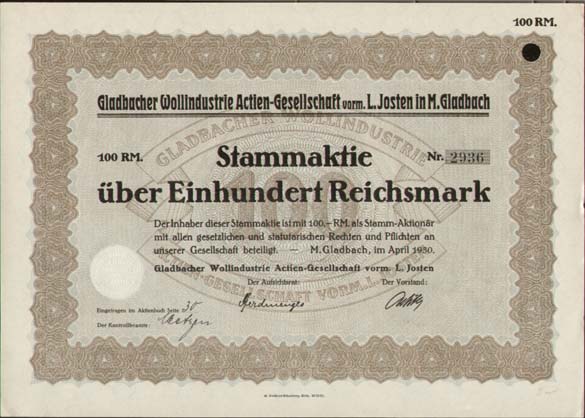 100 RM.
Gladbacher Wollindustrie Actien-Gesellschaft vorm. L. Josten in M. Gladbach
GLADBACHER WOLLINDUSTRIE
100 RM.
Stammaktie
Nr. 2936
über Einhundert Reichsmark
100
Der Inhaber dieser Stammaktie ist mit 100,– RM. als Stamm-Aktionär
mit allen gesetzlichen und statutarischen Rechten und Pflichten an
unserer Gesellschaft beteiligt. — M. Gladbach, im April 1930.
Gladbacher Wollindustrie Actien-Gesellschaft vorm. L. Josten
Der Aufsichtsrat:
Der Vorstand:
GESELLSCHAFT VORM. L.
Eingetragen im Aktienbuch Seite 30
Der Kontrollbeamte: